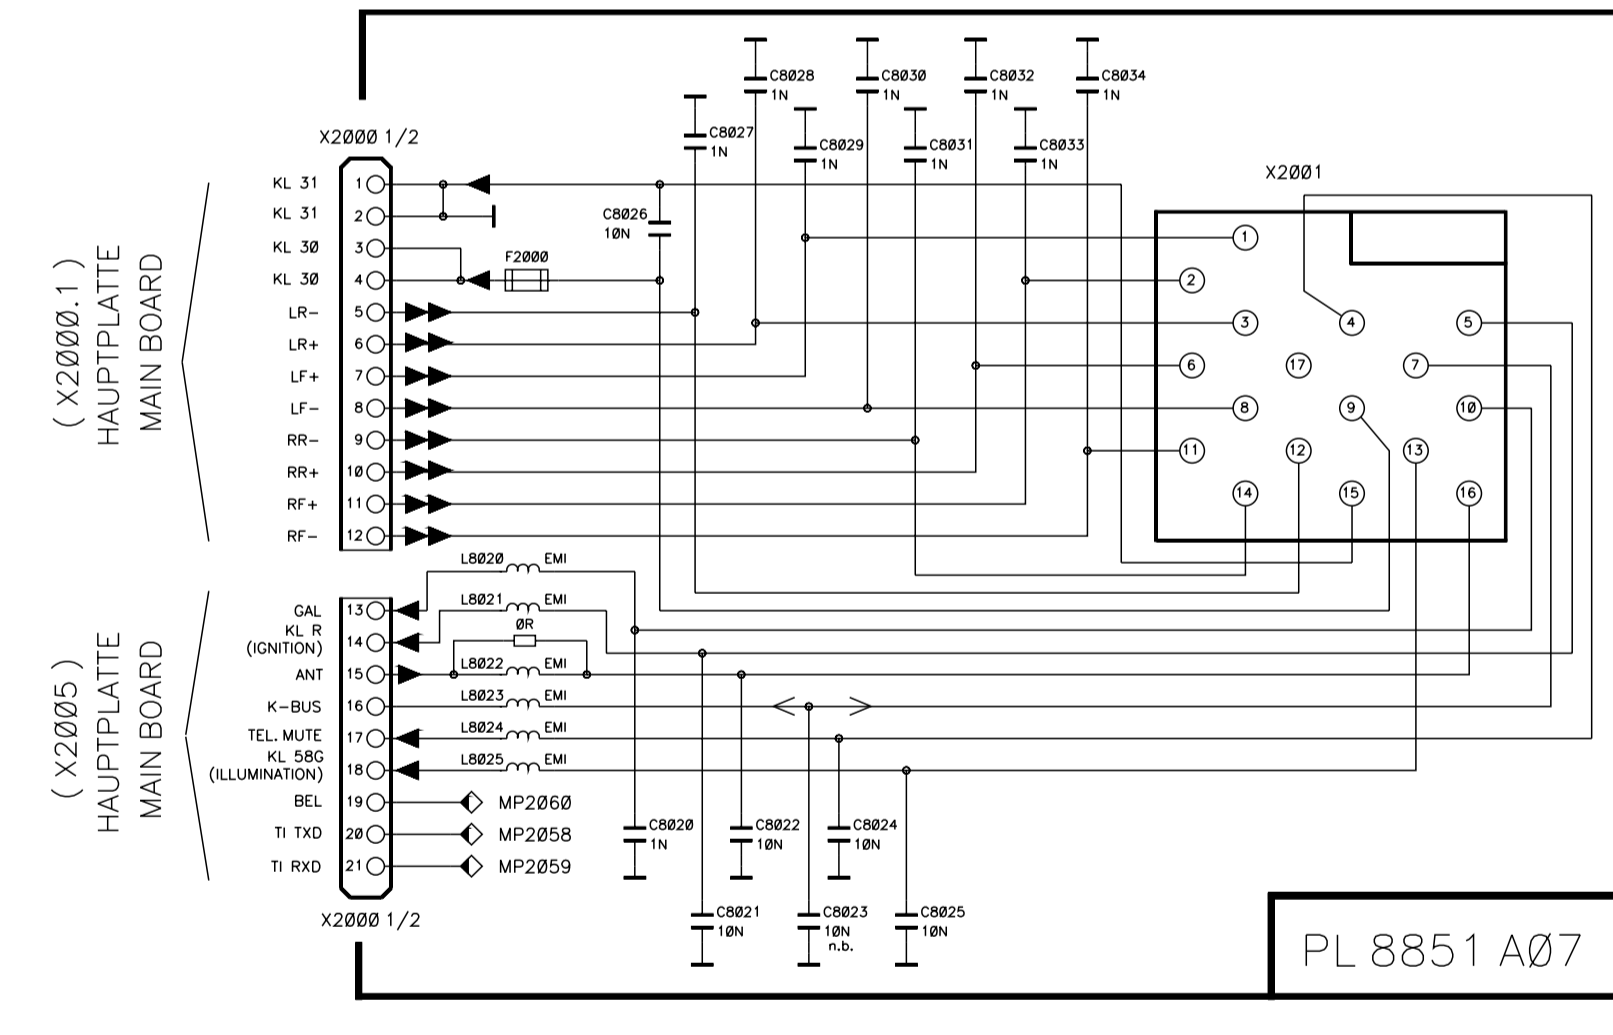 C8028
1N
C8030
1N
C8032
1N
C8034
1N
C8027
1N
C8029
1N
C8031
1N
C8033
1N
X2000 1/2
X2001
KL 31 1
KL 31 2
KL 30 3
KL 30 4
LR- 5
LR+ 6
LF+ 7
LF- 8
RR- 9
RR+ 10
RF+ 11
RF- 12
C8026
10N
F2000
(X2000.1)
HAUPTPLATTE
MAIN BOARD
1
2
3
4
5
6
17
7
8
9
10
11
12
13
14
15
16
L8020 EMI
L8021 EMI
0R
L8022 EMI
L8023 EMI
L8024 EMI
L8025 EMI
GAL 13
KL R
(IGNITION) 14
ANT 15
K-BUS 16
TEL. MUTE 17
KL 58G
(ILLUMINATION) 18
BEL 19 MP2060
TI TXD 20 MP2058
TI RXD 21 MP2059
(X2005)
HAUPTPLATTE
MAIN BOARD
C8020
1N
C8022
10N
C8024
10N
C8021
10N
C8023
10N
n.b.
C8025
10N
X2000 1/2
PL 8851 A07